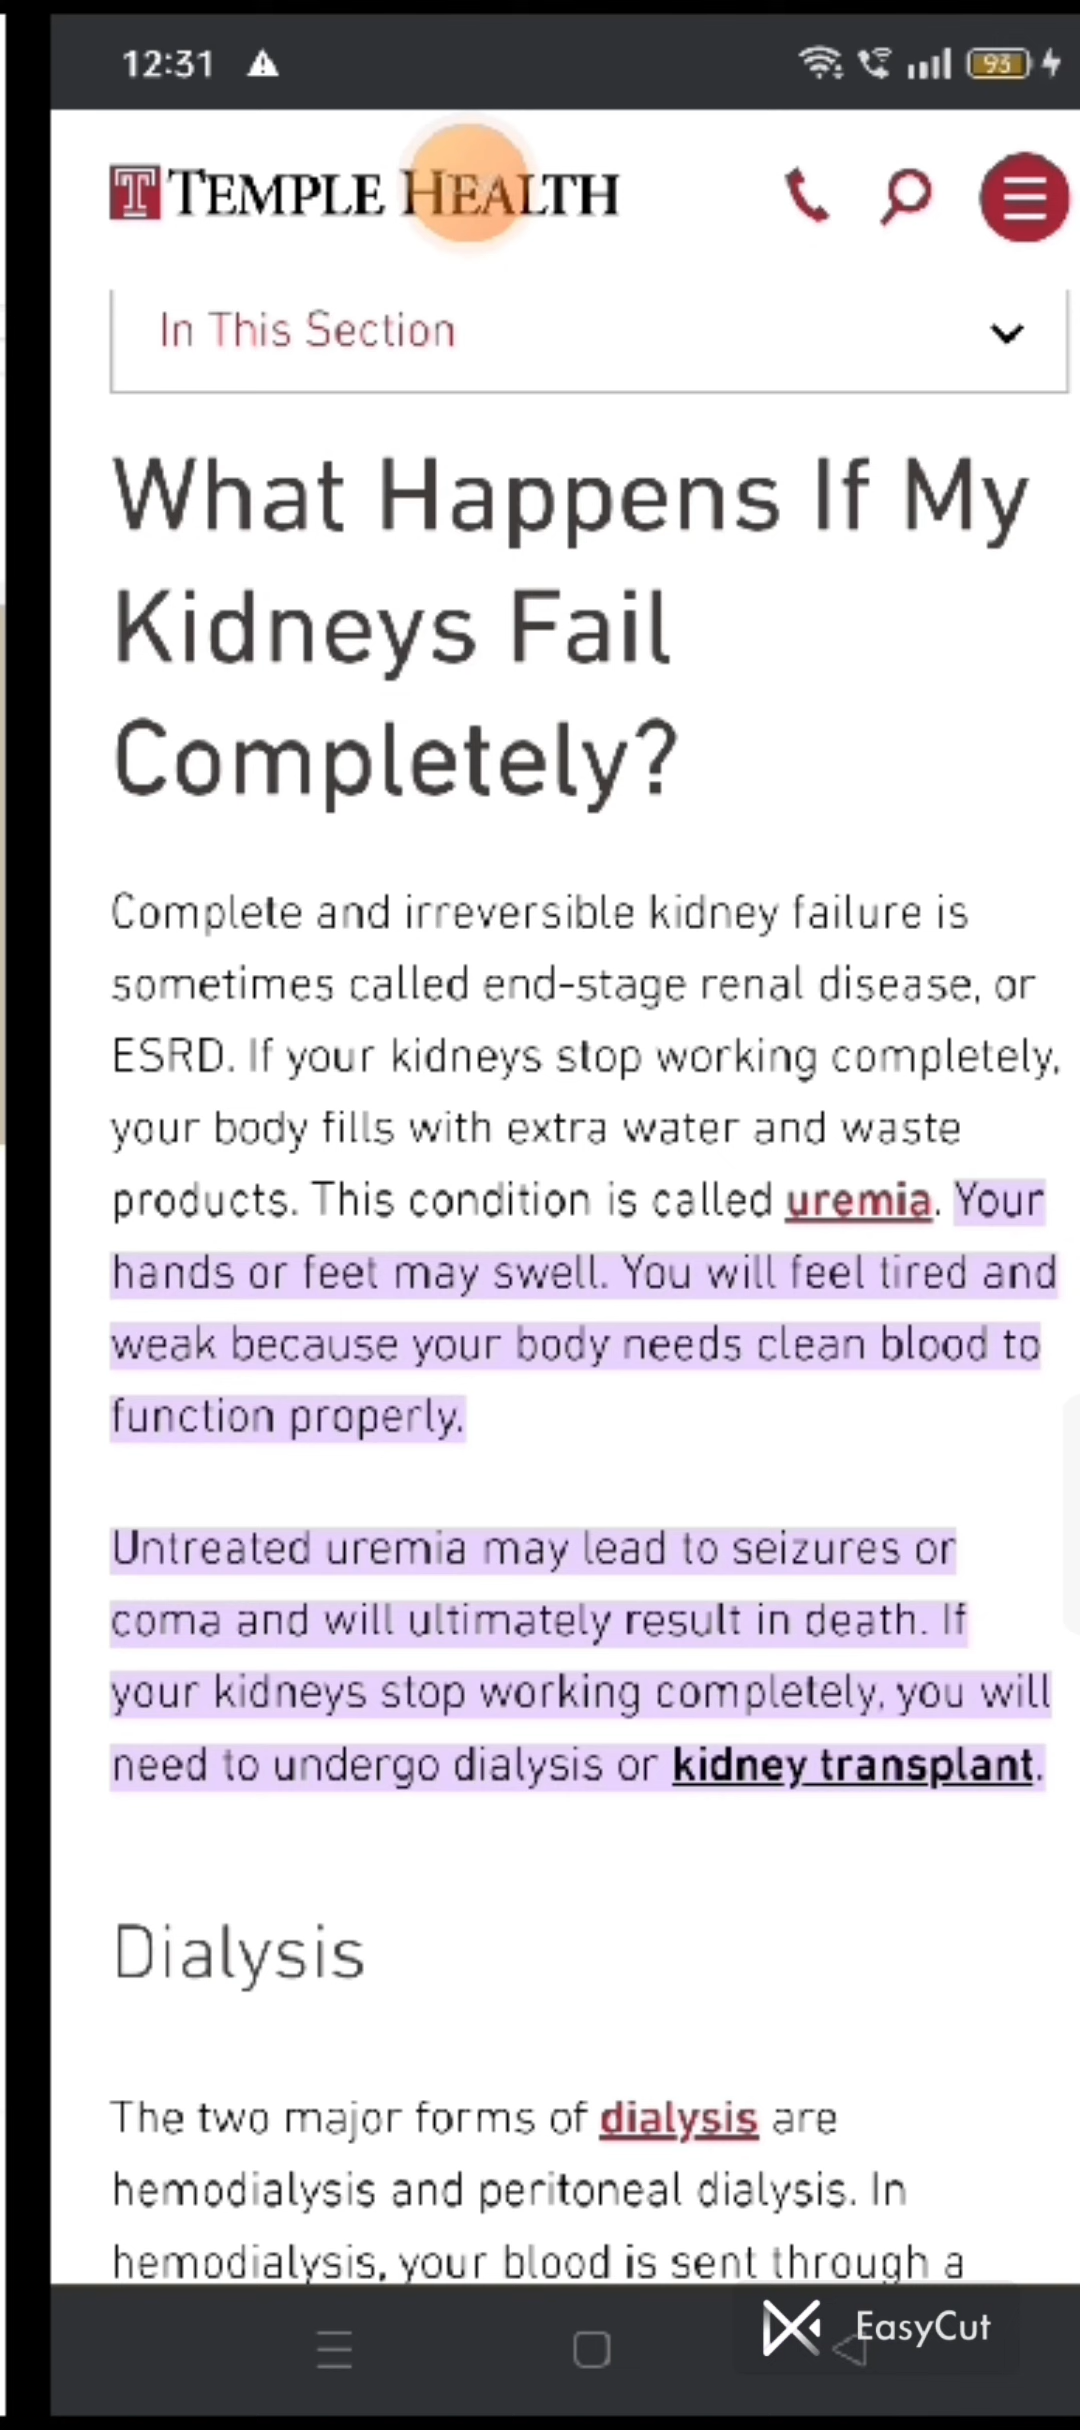 12:31
93
TEMPLE HEALTH
In This Section
What Happens If My
Kidneys Fail
Completely?
Complete and irreversible kidney failure is
sometimes called end-stage renal disease, or
ESRD. If your kidneys stop working completely,
your body fills with extra water and waste
products. This condition is called uremia. Your
hands or feet may swell. You will feel tired and
weak because your body needs clean blood to
function properly.
Untreated uremia may lead to seizures or
coma and will ultimately result in death. If
your kidneys stop working completely, you will
need to undergo dialysis or kidney transplant.
Dialysis
The two major forms of dialysis are
hemodialysis and peritoneal dialysis. In
hemodialysis, your blood is sent through a
EasyCut